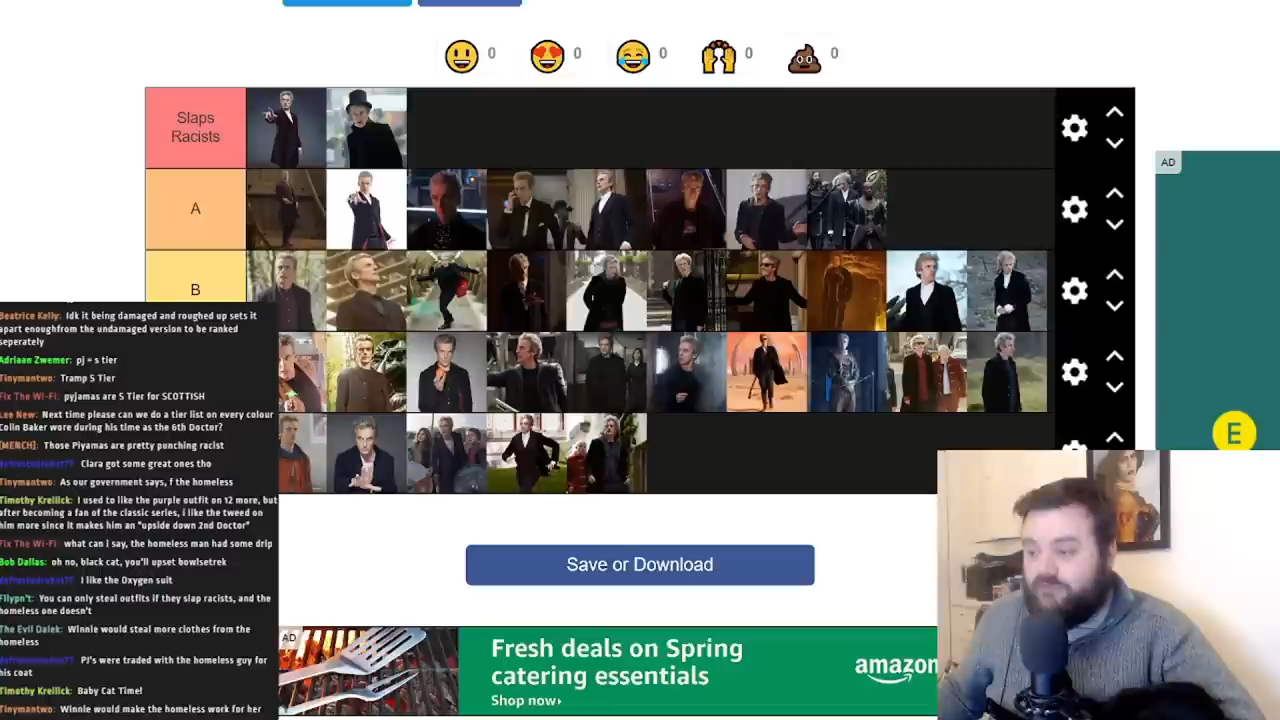 0
0
0
0
0
Slaps
Racists
A
B
AD
E
Beatrice Kelly: Idk it being damaged and roughed up sets it
apart enoughfrom the undamaged version to be ranked
seperately
Adriaan Zwemer: pj = s tier
Tinymantwo: Tramp S Tier
Fix The Wi-Fi: pyjamas are S Tier for SCOTTISH
Lee New: Next time please can we do a tier list on every colour
Colin Baker wore during his time as the 6th Doctor?
[MENCH]: Those Piyamas are pretty punching racist
Clara got some great ones tho
Tinymantwo: As our government says, f the homeless
Timothy Krellick: I used to like the purple outfit on 12 more, but
after becoming a fan of the classic series, i like the tweed on
him more since it makes him an "upside down 2nd Doctor"
Fix The Wi-Fi: what can i say, the homeless man had some drip
Bob Dallas: oh no, black cat, you'll upset bowlsetrek
I like the Oxygen suit
Filypn't: You can only steal outfits if they slap racists, and the
homeless one doesn't
The Evil Dalek: Winnie would steal more clothes from the
homeless
PJ's were traded with the homeless guy for
his coat
Timothy Krellick: Baby Cat Time!
Tinymantwo: Winnie would make the homeless work for her
Save or Download
AD
Fresh deals on Spring
catering essentials
Shop now›
amazon